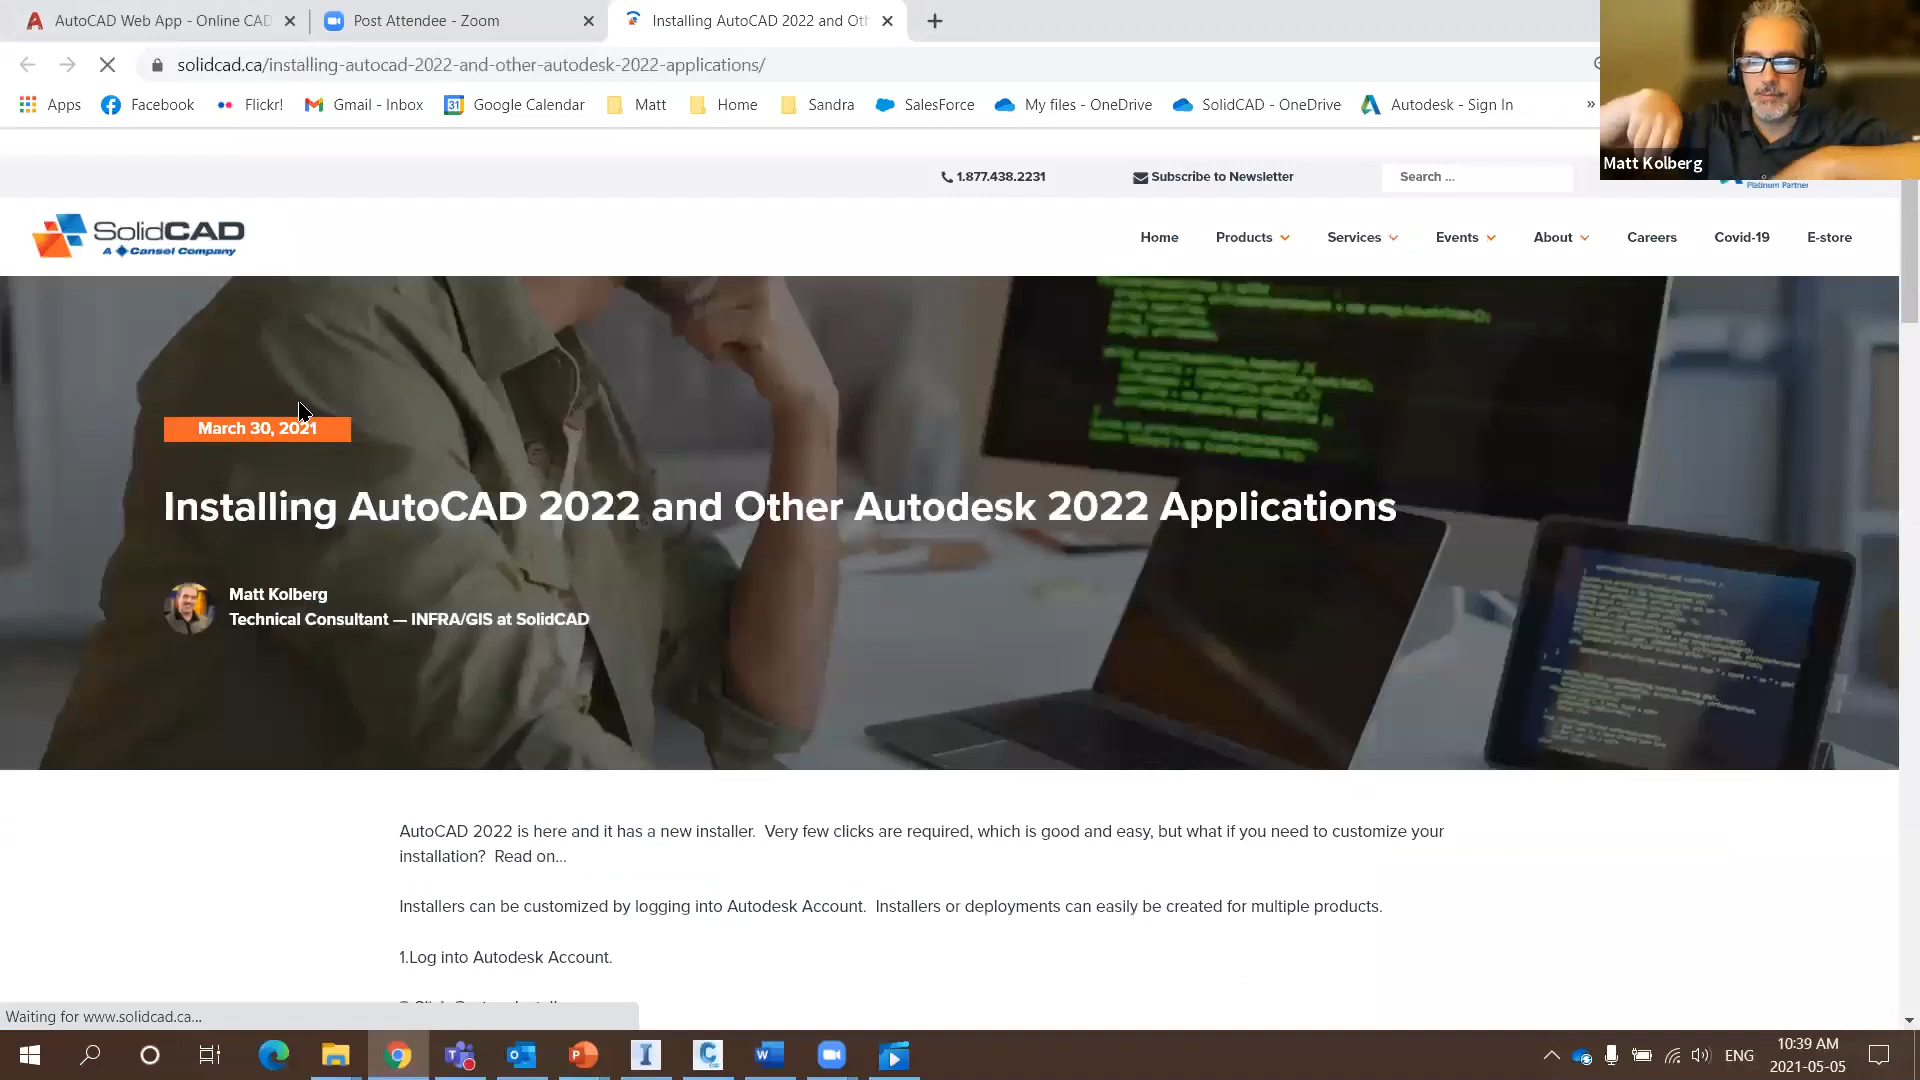 AutoCAD Web App - Online CAD
Post Attendee - Zoom
Installing AutoCAD 2022 and Oth
solidcad.ca/installing-autocad-2022-and-other-autodesk-2022-applications/
Apps
Facebook
Flickr!
Gmail - Inbox
31
Google Calendar
Matt
Home
Sandra
SalesForce
My files - OneDrive
SolidCAD - OneDrive
Autodesk - Sign In
»
Matt Kolberg
1.877.438.2231
Subscribe to Newsletter
Search ...
Platinum Partner
SolidCAD
A Cansel Company
Home
Products
Services
Events
About
Careers
Covid-19
E-store
March 30, 2021
Installing AutoCAD 2022 and Other Autodesk 2022 Applications
Matt Kolberg
Technical Consultant — INFRA/GIS at SolidCAD
AutoCAD 2022 is here and it has a new installer. Very few clicks are required, which is good and easy, but what if you need to customize your
installation? Read on...
Installers can be customized by logging into Autodesk Account. Installers or deployments can easily be created for multiple products.
1.Log into Autodesk Account.
Waiting for www.solidcad.ca...
ENG
10:39 AM
2021-05-05